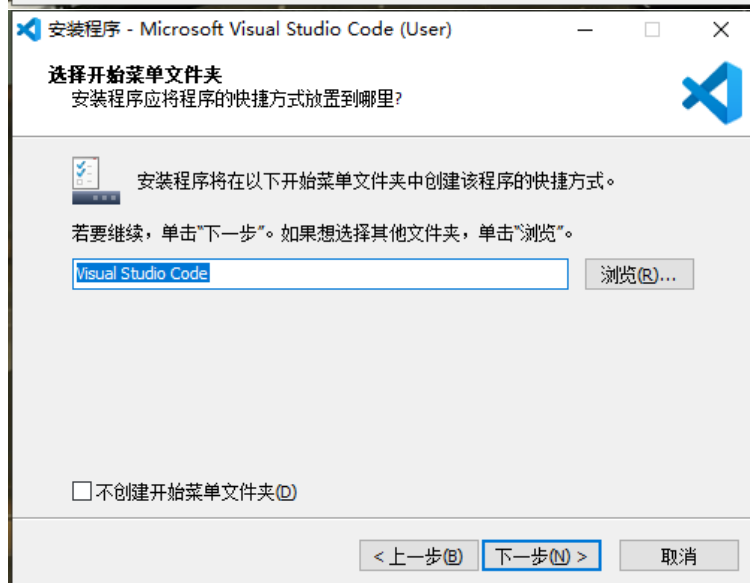 安装程序 - Microsoft Visual Studio Code (User)
选择开始菜单文件夹
安装程序应将程序的快捷方式放置到哪里?
安装程序将在以下开始菜单文件夹中创建该程序的快捷方式。
若要继续，单击"下一步"。如果想选择其他文件夹，单击"浏览"。
Visual Studio Code
浏览(R)...
不创建开始菜单文件夹(D)
< 上一步(B)
下一步(N) >
取消